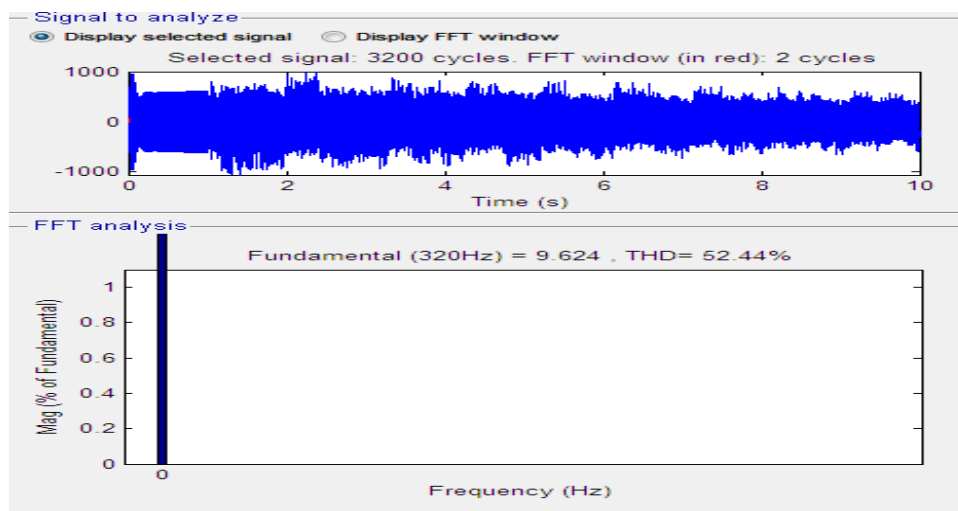 Signal to analyze
Display selected signal Display FFT window
Selected signal: 3200 cycles. FFT window (in red): 2 cycles
1000
0
-1000
0 2 4 6 8 10
Time (s)
FFT analysis
Fundamental (320Hz) = 9.624 , THD= 52.44%
Mag (% of Fundamental)
1
0.8
0.6
0.4
0.2
0
0
Frequency (Hz)